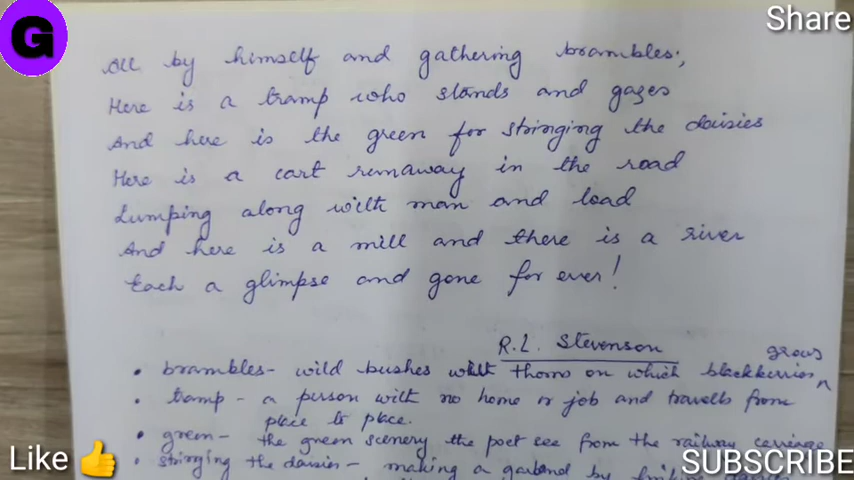 G
Share
All by himself and gathering brambles;
Here is a tramp who stands and gazes
And here is the green for stringing the daisies
Here is a cart runaway in the road
Lumping along with man and load
And here is a mill and there is a river
Each a glimpse and gone for ever!
R.L. Stevenson
• brambles - wild bushes with thorns on which blackberries grows
• tramp - a person with no home or job and travells from
place to place.
• green - the green scenery the poet see from the railway carriage
• stringing the daisies - making a garland by
Like 👍
SUBSCRIBE